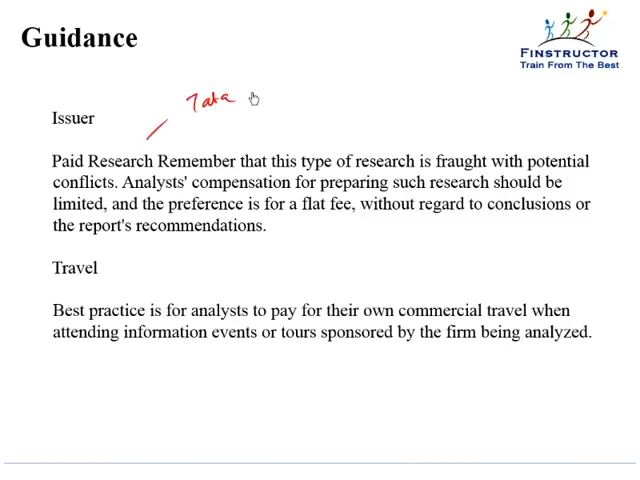 Guidance
FINSTRUCTOR
Train From The Best
Tata
Issuer
Paid Research Remember that this type of research is fraught with potential
conflicts. Analysts' compensation for preparing such research should be
limited, and the preference is for a flat fee, without regard to conclusions or
the report's recommendations.
Travel
Best practice is for analysts to pay for their own commercial travel when
attending information events or tours sponsored by the firm being analyzed.